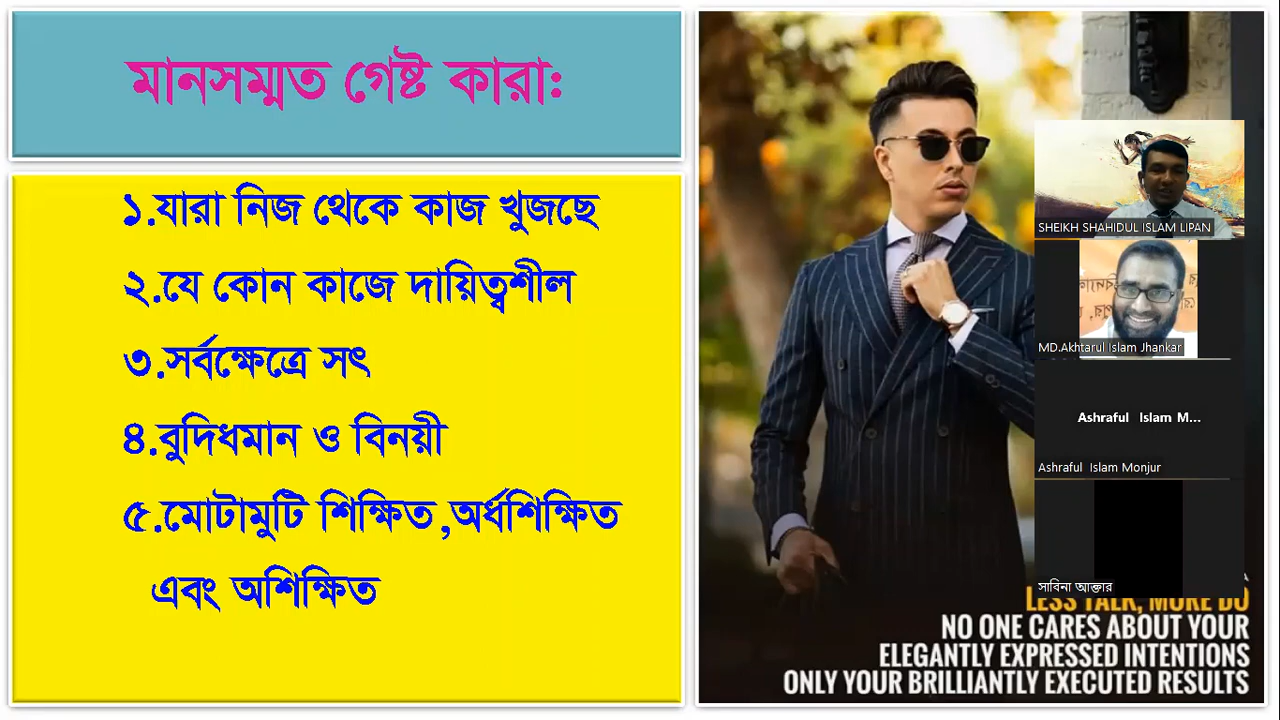 মানসম্মত গেষ্ট কারা:
১.যারা নিজ থেকে কাজ খুজছে
২.যে কোন কাজে দায়িত্বশীল
৩.সর্বক্ষেত্রে সৎ
৪.বুদিধমান ও বিনয়ী
৫.মোটামুটি শিক্ষিত,অর্ধশিক্ষিত
এবং অশিক্ষিত
SHEIKH SHAHIDUL ISLAM LIPAN
MD.Akhtarul Islam Jhankar
Ashraful Islam M...
Ashraful Islam Monjur
সাবিনা আক্তার
LESS TALK, MORE DO
NO ONE CARES ABOUT YOUR
ELEGANTLY EXPRESSED INTENTIONS
ONLY YOUR BRILLIANTLY EXECUTED RESULTS